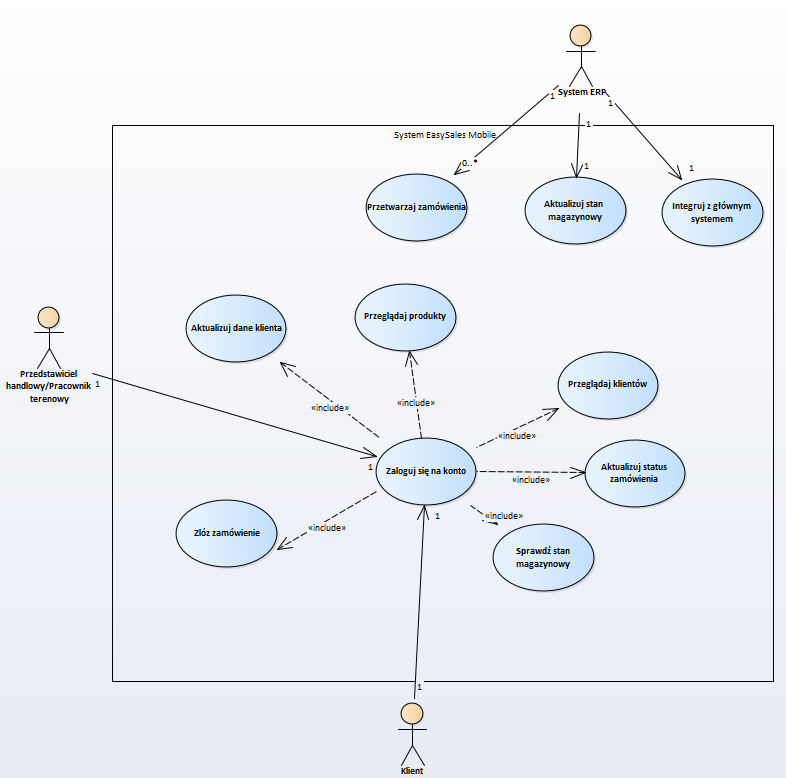 System ERP
1
1
1
System EasySales Mobile
0..*
1
1
Przetwarzaj zamówienia
Aktualizuj stan
magazynowy
Integruj z głównym
systemem
Aktualizuj dane klienta
Przeglądaj produkty
Przedstawiciel
handlowy/Pracownik
terenowy
1
Przeglądaj klientów
«include»
«include»
«include»
Zaloguj się na konto
1
Aktualizuj status
zamówienia
«include»
Zlóz zamówienie
«include»
«include»
1
Sprawdź stan
magazynowy
1
Klient